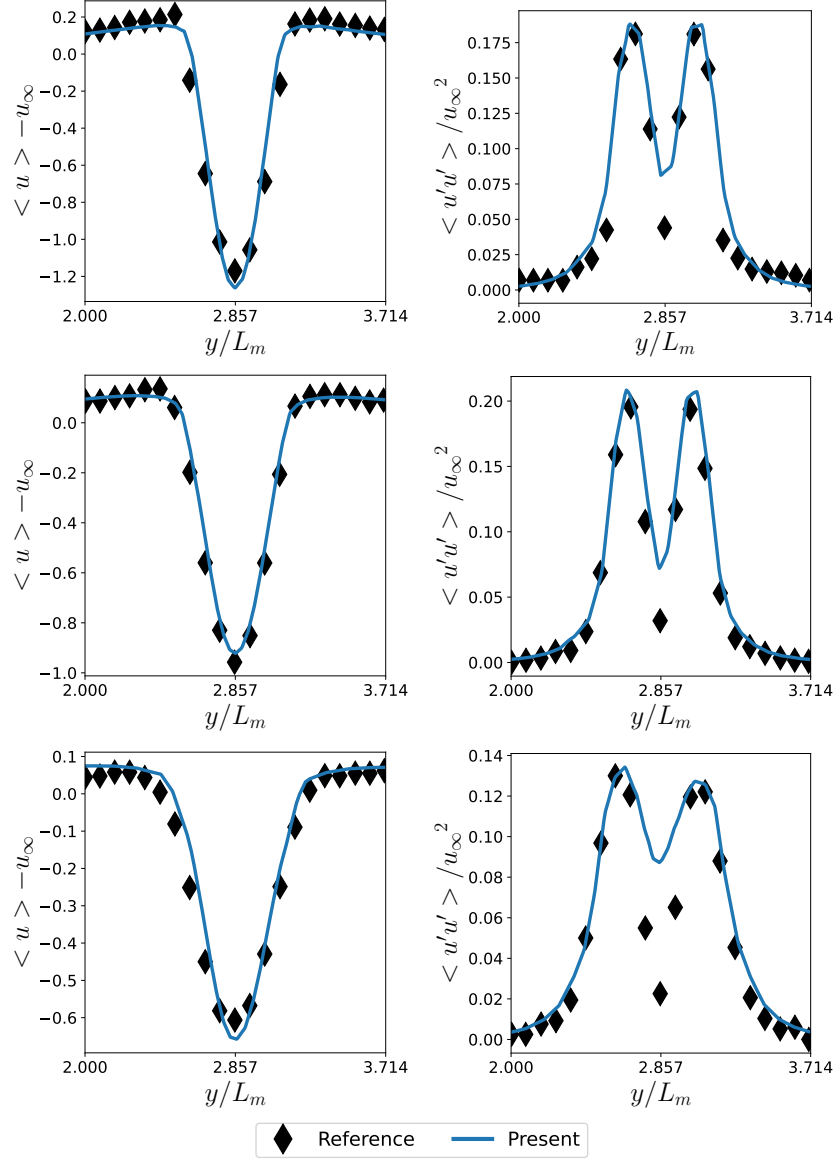 0.2
0.0
−0.2
−0.4
−0.6
−0.8
−1.0
−1.2
< u > −u∞
2.000 2.857 3.714
y/Lm
0.175
0.150
0.125
0.100
0.075
0.050
0.025
0.000
< u'u' > /u∞²
2.000 2.857 3.714
y/Lm
0.0
−0.2
−0.4
−0.6
−0.8
−1.0
< u > −u∞
2.000 2.857 3.714
y/Lm
0.20
0.15
0.10
0.05
0.00
< u'u' > /u∞²
2.000 2.857 3.714
y/Lm
0.1
0.0
−0.1
−0.2
−0.3
−0.4
−0.5
−0.6
< u > −u∞
2.000 2.857 3.714
y/Lm
0.14
0.12
0.10
0.08
0.06
0.04
0.02
0.00
< u'u' > /u∞²
2.000 2.857 3.714
y/Lm
Reference Present